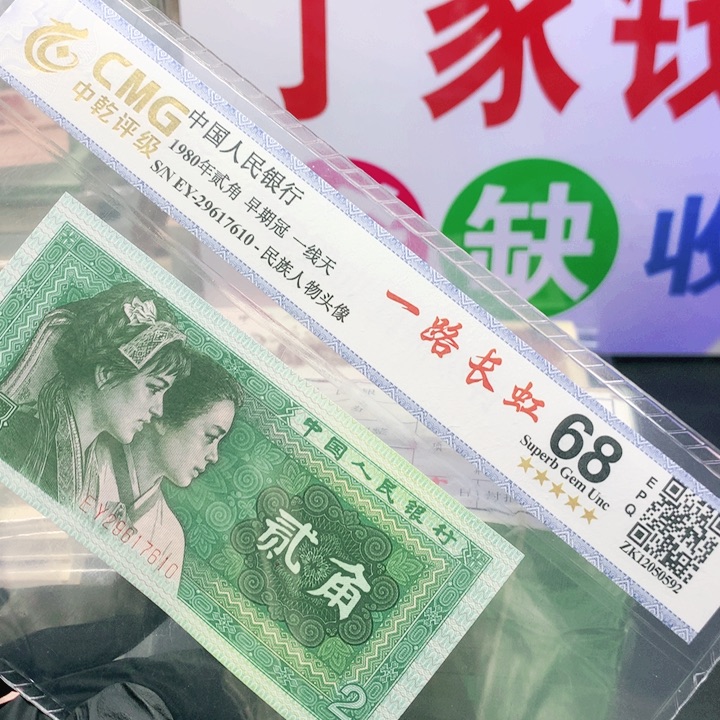 CMG
中乾评级
中国人民银行
1980年贰角 早期冠 一线天
S/N EY-29617610 - 民族人物头像
一路长虹
68
Superb Gem Unc
★★★★★
EPQ
ZK12050592
中国人民银行
贰角
EY29617610
2
家钱
缺
收